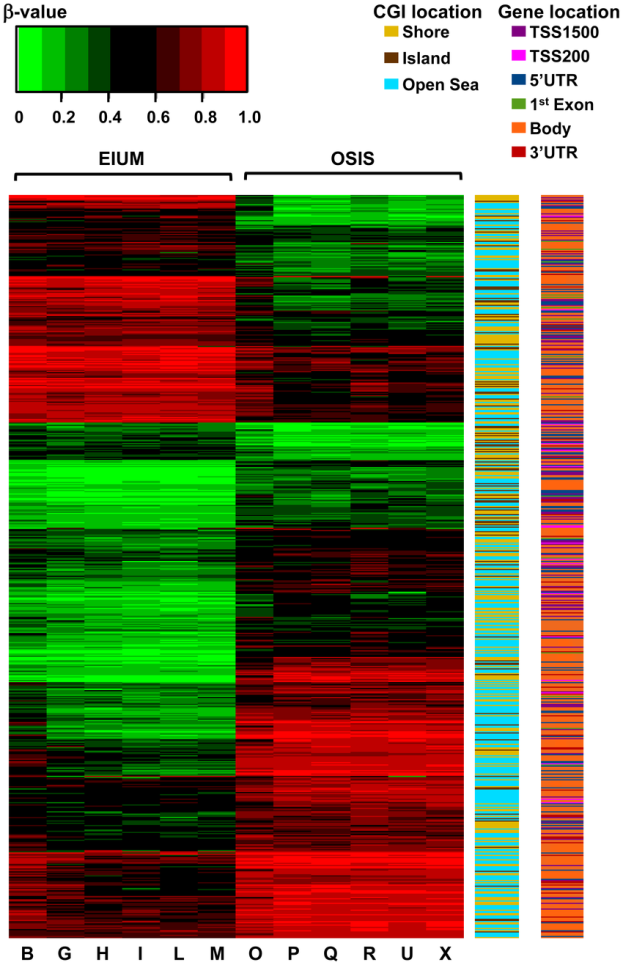 β-value
0 0.2 0.4 0.6 0.8 1.0
CGI location
Shore
Island
Open Sea
Gene location
TSS1500
TSS200
5’UTR
1st Exon
Body
3’UTR
EIUM OSIS
B G H I L M O P Q R U X